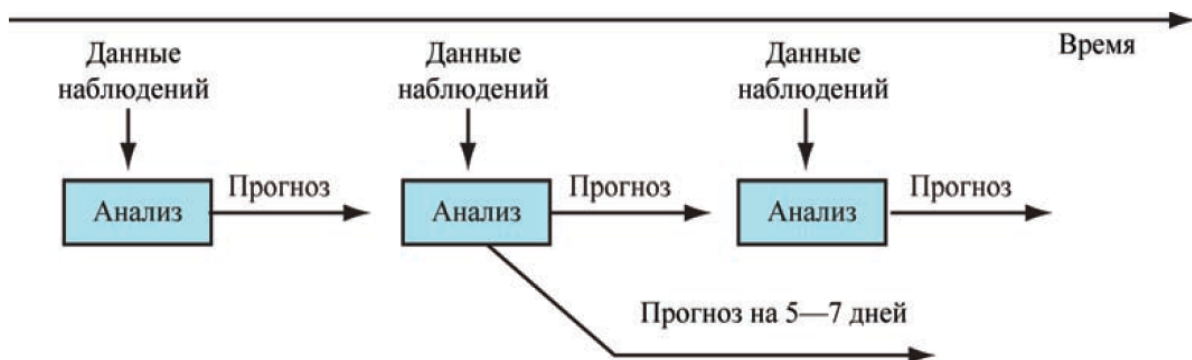 Время
Данные
наблюдений
Данные
наблюдений
Данные
наблюдений
Анализ
Прогноз
Анализ
Прогноз
Анализ
Прогноз
Прогноз на 5—7 дней